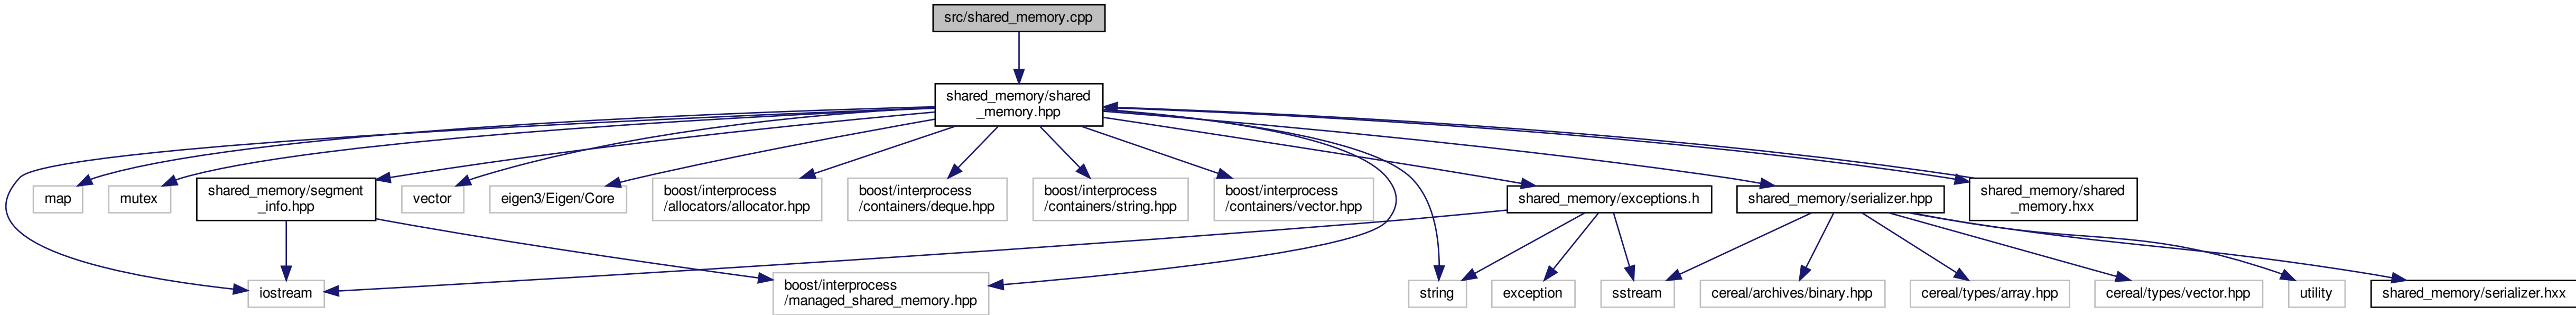 src/shared_memory.cpp
shared_memory/shared
_memory.hpp
map
mutex
shared_memory/segment
_info.hpp
vector
eigen3/Eigen/Core
boost/interprocess
/allocators/allocator.hpp
boost/interprocess
/containers/deque.hpp
boost/interprocess
/containers/string.hpp
boost/interprocess
/containers/vector.hpp
shared_memory/exceptions.h
shared_memory/serializer.hpp
shared_memory/shared
_memory.hxx
iostream
boost/interprocess
/managed_shared_memory.hpp
string
exception
sstream
cereal/archives/binary.hpp
cereal/types/array.hpp
cereal/types/vector.hpp
utility
shared_memory/serializer.hxx